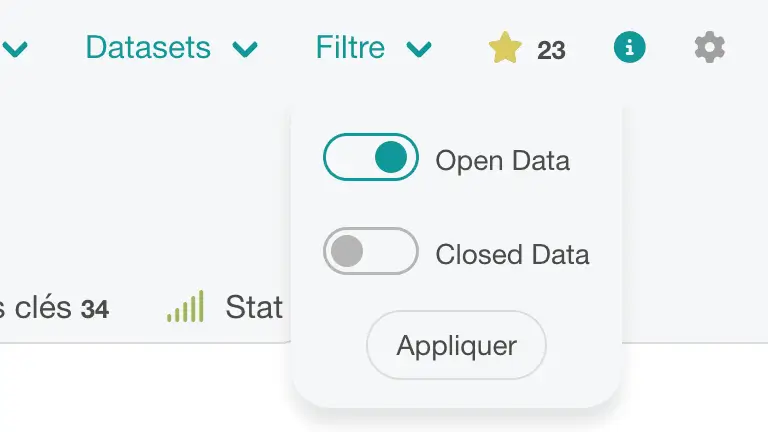 Datasets
Filtre
23
Open Data
Closed Data
clés 34
Stat
Appliquer